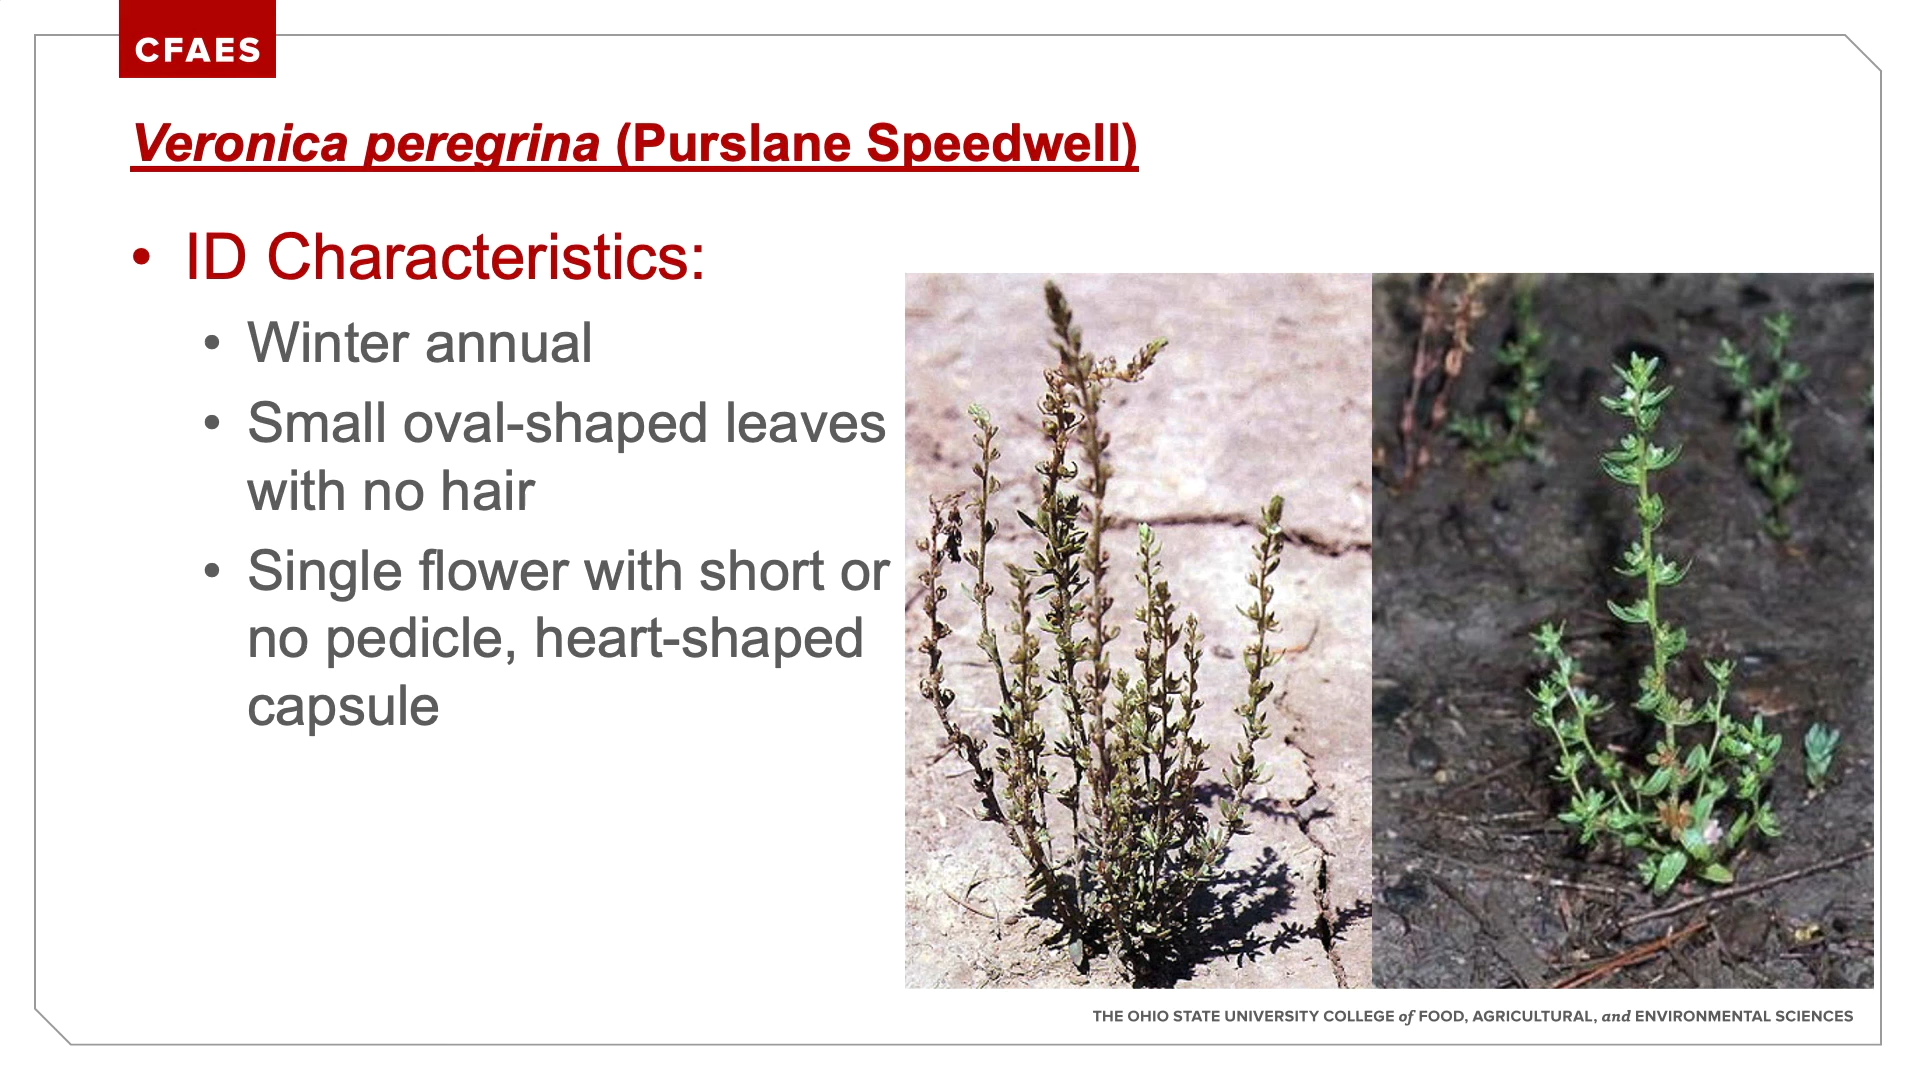 CFAES
Veronica peregrina (Purslane Speedwell)
• ID Characteristics:
• Winter annual
• Small oval-shaped leaves
with no hair
• Single flower with short or
no pedicle, heart-shaped
capsule
THE OHIO STATE UNIVERSITY COLLEGE of FOOD, AGRICULTURAL, and ENVIRONMENTAL SCIENCES